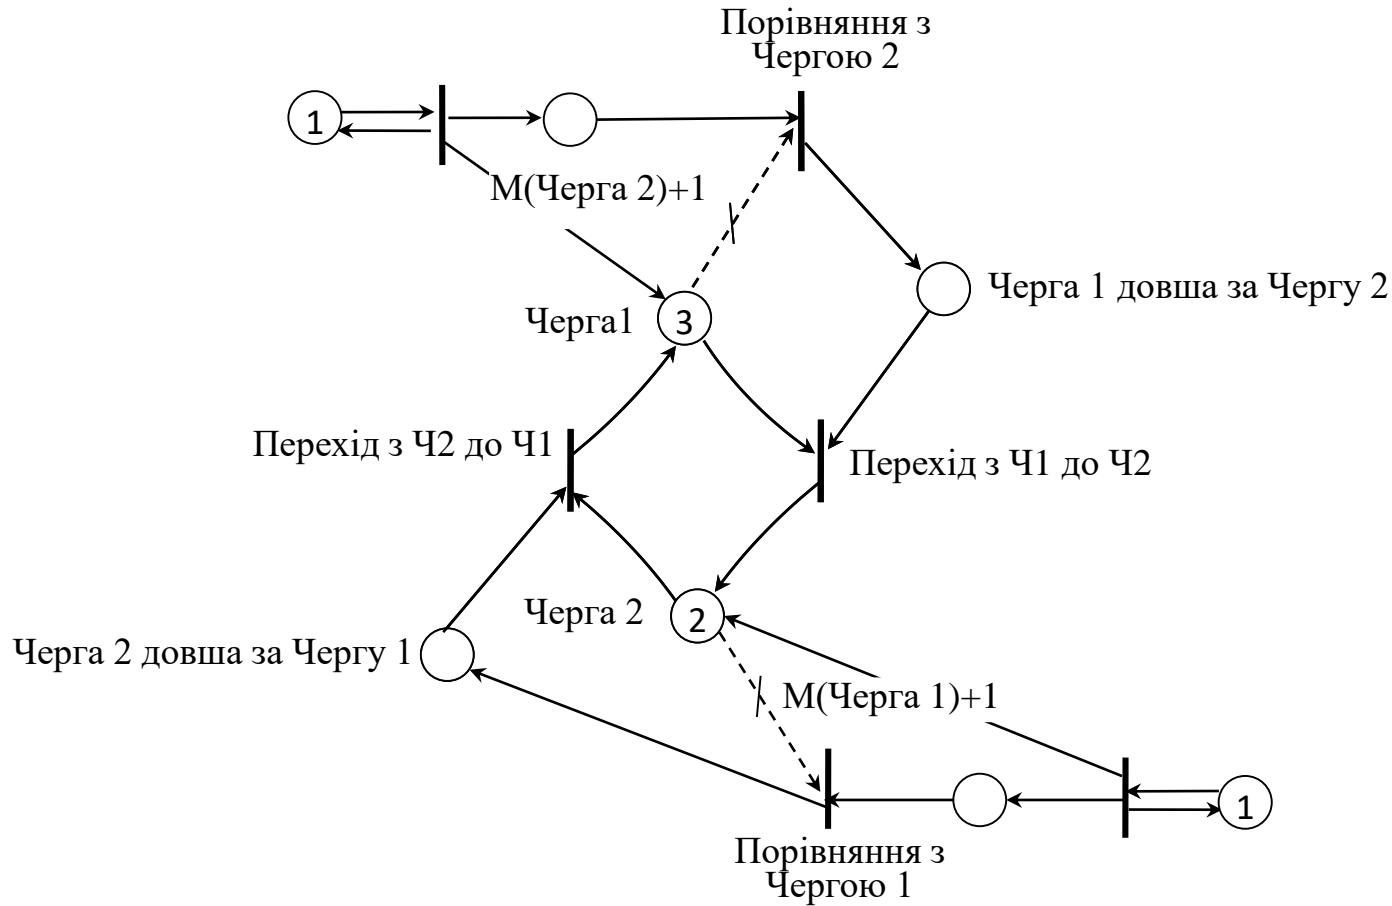 Порівняння з
Чергою 2
1
М(Черга 2)+1
Черга 1 довша за Чергу 2
Черга1
3
Перехід з Ч2 до Ч1
Перехід з Ч1 до Ч2
Черга 2
2
Черга 2 довша за Чергу 1
М(Черга 1)+1
1
Порівняння з
Чергою 1